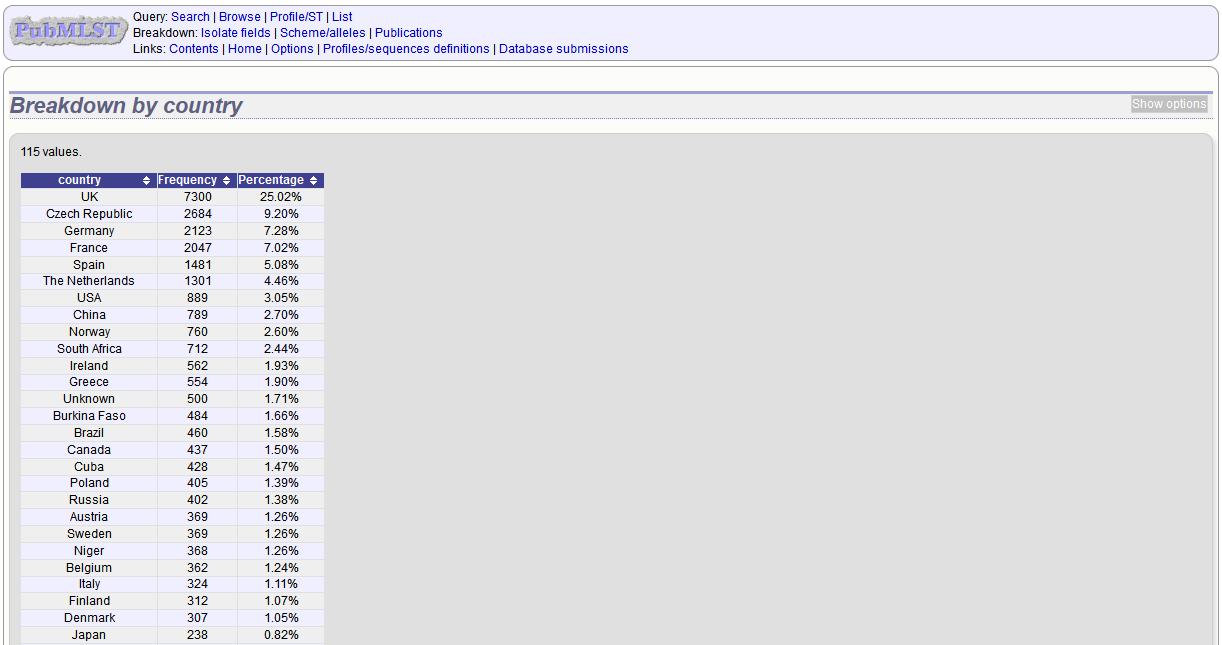 PubMLST
Query: Search | Browse | Profile/ST | List
Breakdown: Isolate fields | Scheme/alleles | Publications
Links: Contents | Home | Options | Profiles/sequences definitions | Database submissions
Breakdown by country
Show options
115 values.
country Frequency Percentage
UK 7300 25.02%
Czech Republic 2684 9.20%
Germany 2123 7.28%
France 2047 7.02%
Spain 1481 5.08%
The Netherlands 1301 4.46%
USA 889 3.05%
China 789 2.70%
Norway 760 2.60%
South Africa 712 2.44%
Ireland 562 1.93%
Greece 554 1.90%
Unknown 500 1.71%
Burkina Faso 484 1.66%
Brazil 460 1.58%
Canada 437 1.50%
Cuba 428 1.47%
Poland 405 1.39%
Russia 402 1.38%
Austria 369 1.26%
Sweden 369 1.26%
Niger 368 1.26%
Belgium 362 1.24%
Italy 324 1.11%
Finland 312 1.07%
Denmark 307 1.05%
Japan 238 0.82%